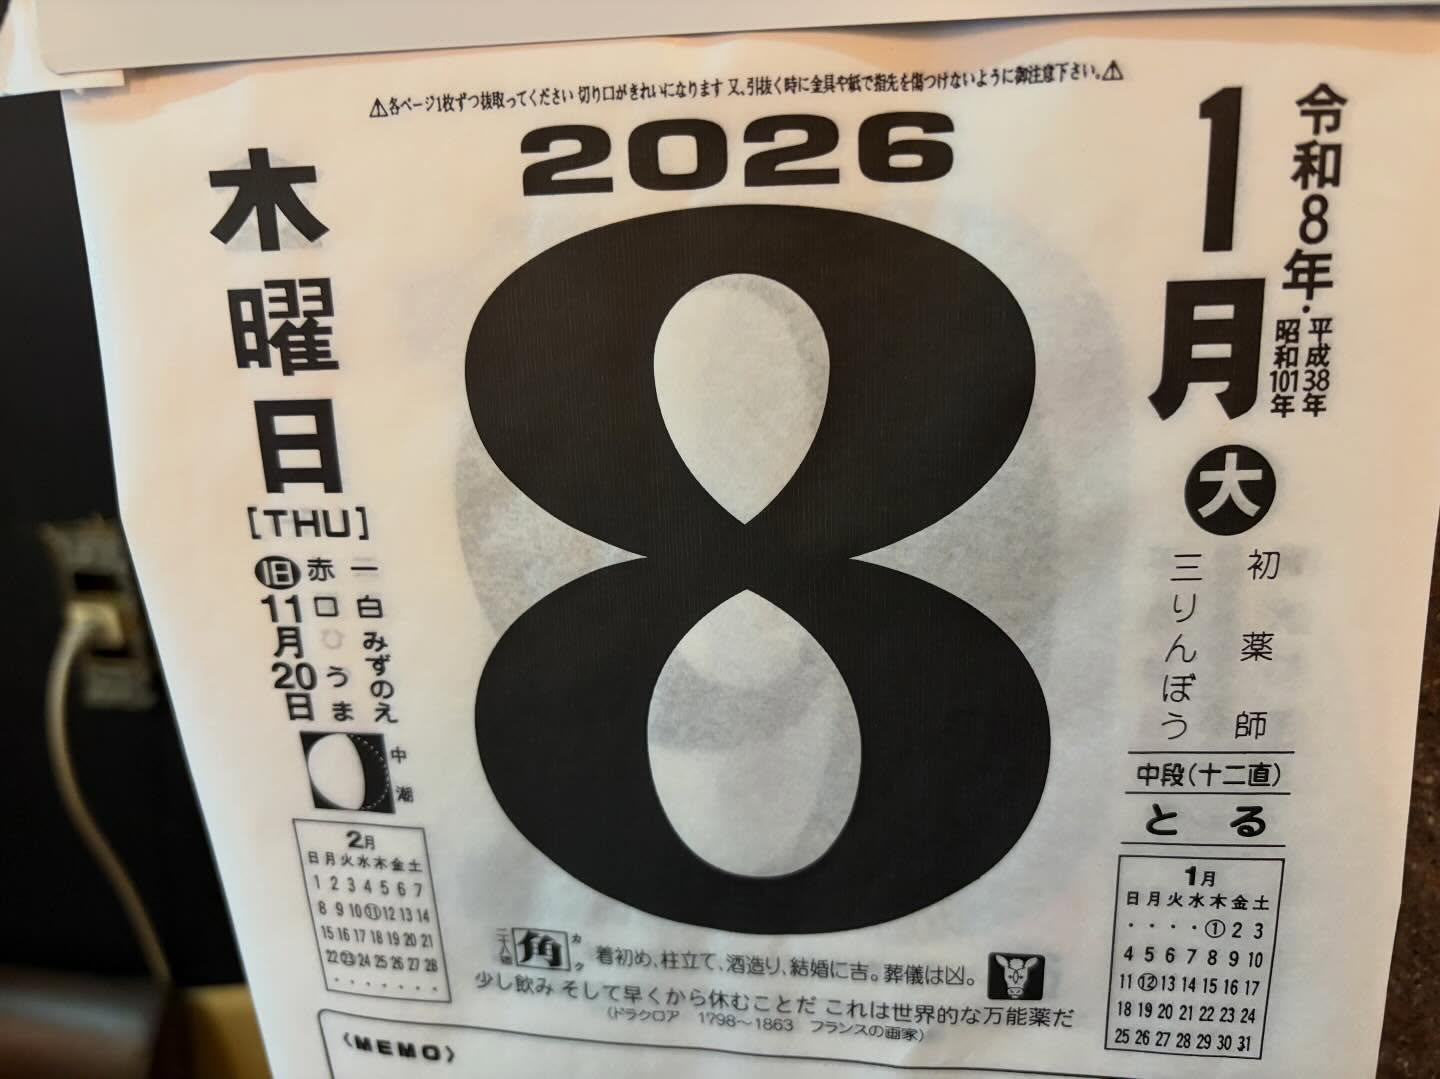 ⚠各ページ1枚ずつ抜取ってください 切り口がきれいになります 又、引抜く時に金具や紙で指先を傷つけないように御注意下さい。⚠
2026
1月
大
令和8年・平成38年
昭和101年
8
木曜日
[THU]
旧11月20日
赤口
うま
一白
みずのえ
中潮
初薬師
三りんぼう
中段(十二直)
とる
2月
日月火水木金土
1 2 3 4 5 6 7
8 9 10 ⑪ 12 13 14
15 16 17 18 19 20 21
22 ㉓ 24 25 26 27 28
・・・・・・・
1月
日月火水木金土
・・・・① 2 3
4 5 6 7 8 9 10
11 ⑫ 13 14 15 16 17
18 19 20 21 22 23 24
25 26 27 28 29 30 31
二十八宿 角 カク 着初め、柱立て、酒造り、結婚に吉。葬儀は凶。
少し飲み そして早くから休むことだ これは世界的な万能薬だ
(ドラクロア 1798〜1863 フランスの画家)
〈MEMO〉